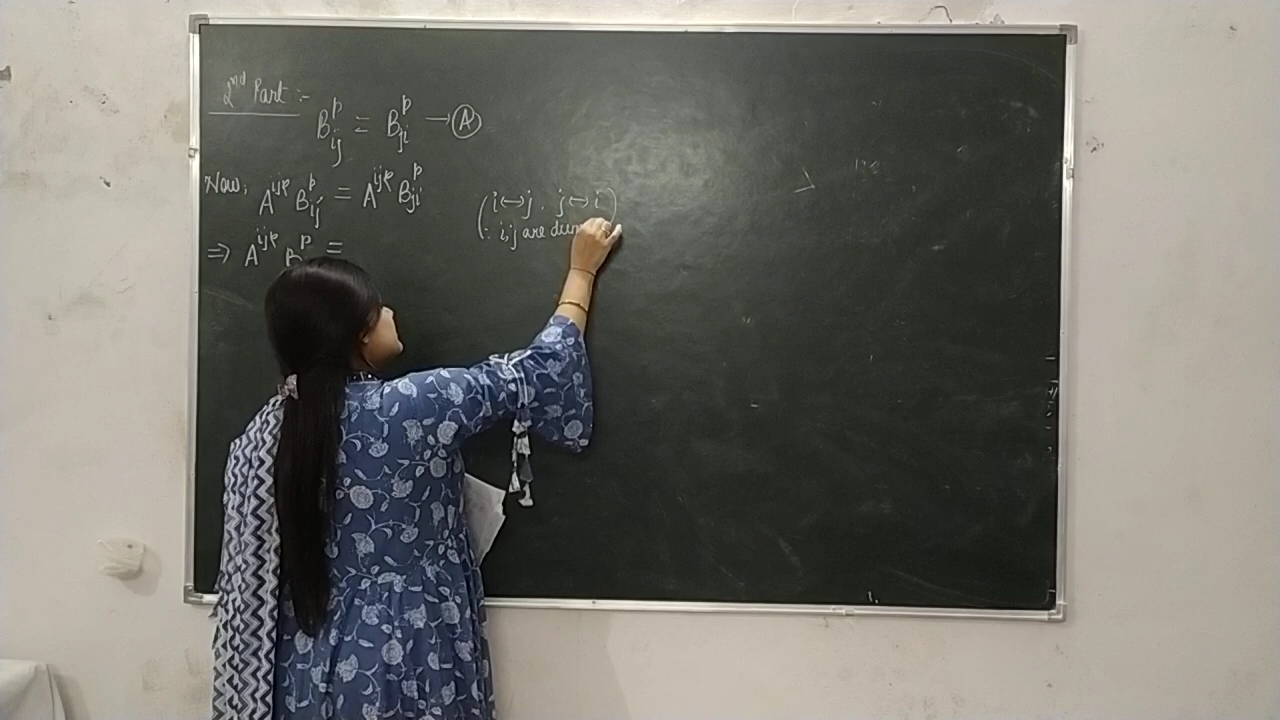 2nd Part :-
B^p_ij = B^p_ji → Ⓐ
Now, A^ijk B^p_ij = A^ijk B^p_ji
(i↔j, j↔i)
∵ i,j are dum
⇒ A^ijk B^p =